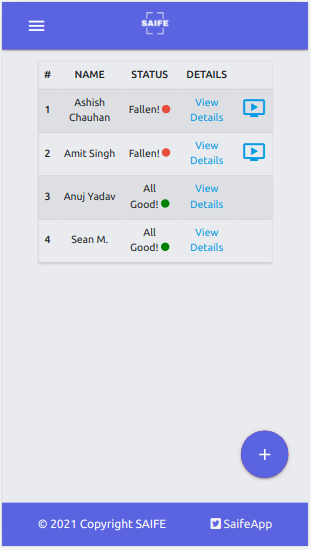 SAIFE
# NAME STATUS DETAILS
1 Ashish Chauhan Fallen! View Details
2 Amit Singh Fallen! View Details
3 Anuj Yadav All Good! View Details
4 Sean M. All Good! View Details
+
© 2021 Copyright SAIFE SaifeApp